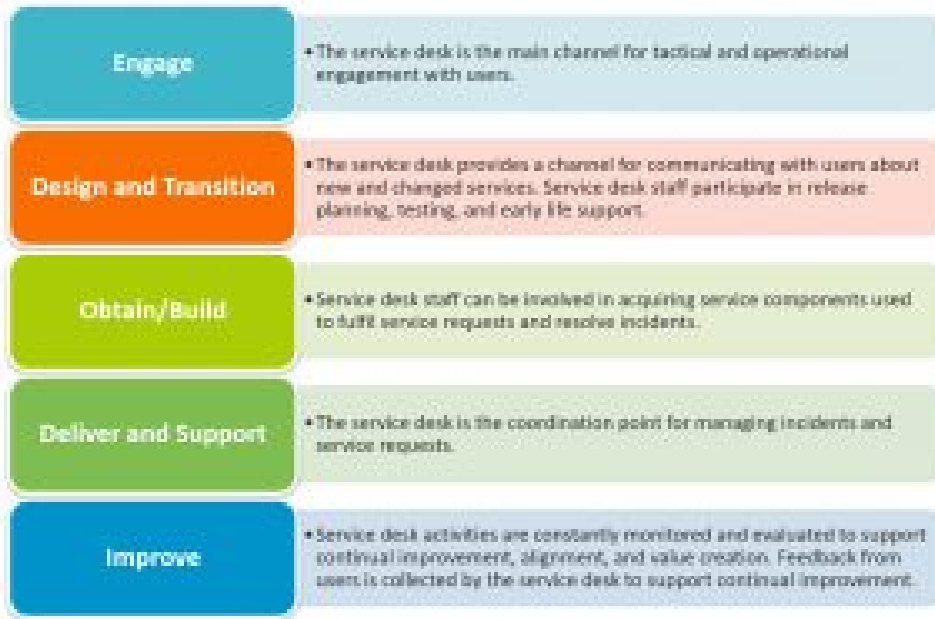 Engage
• The service desk is the main channel for tactical and operational
engagement with users.
Design and Transition
• The service desk provides a channel for communicating with users about
new and changed services. Service desk staff participate in release
planning, testing, and early life support.
Obtain/Build
• Service desk staff can be involved in acquiring service components used
to fulfil service requests and resolve incidents.
Deliver and Support
• The service desk is the coordination point for managing incidents and
service requests.
Improve
• Service desk activities are constantly monitored and evaluated to support
continual improvement, alignment, and value creation. Feedback from
users is collected by the service desk to support continual improvement.